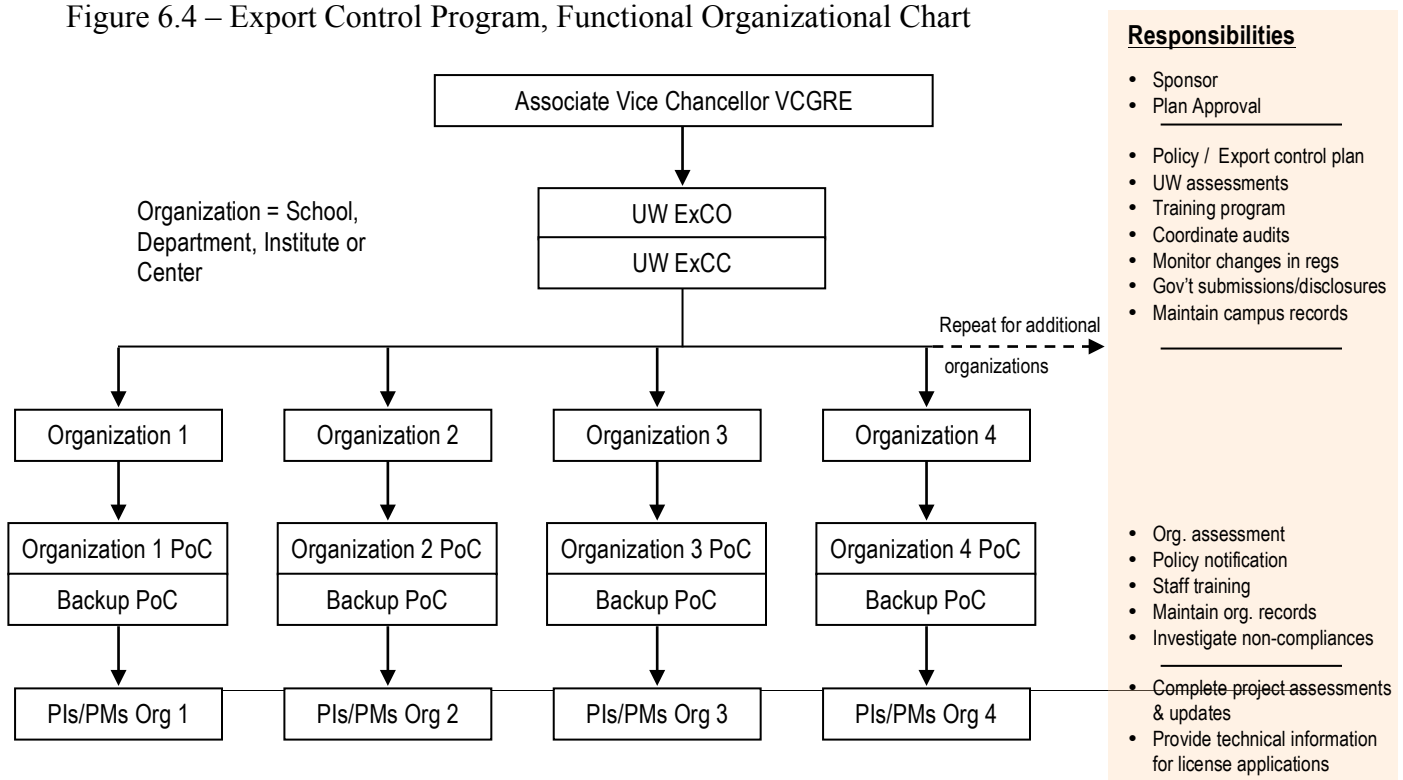 Figure 6.4 – Export Control Program, Functional Organizational Chart
Associate Vice Chancellor VCGRE
Organization = School,
Department, Institute or
Center
UW ExCO
UW ExCC
Repeat for additional
organizations
Organization 1
Organization 2
Organization 3
Organization 4
Organization 1 PoC
Backup PoC
Organization 2 PoC
Backup PoC
Organization 3 PoC
Backup PoC
Organization 4 PoC
Backup PoC
PIs/PMs Org 1
PIs/PMs Org 2
PIs/PMs Org 3
PIs/PMs Org 4
Responsibilities
• Sponsor
• Plan Approval
• Policy / Export control plan
• UW assessments
• Training program
• Coordinate audits
• Monitor changes in regs
• Gov't submissions/disclosures
• Maintain campus records
• Org. assessment
• Policy notification
• Staff training
• Maintain org. records
• Investigate non-compliances
• Complete project assessments
& updates
• Provide technical information
for license applications